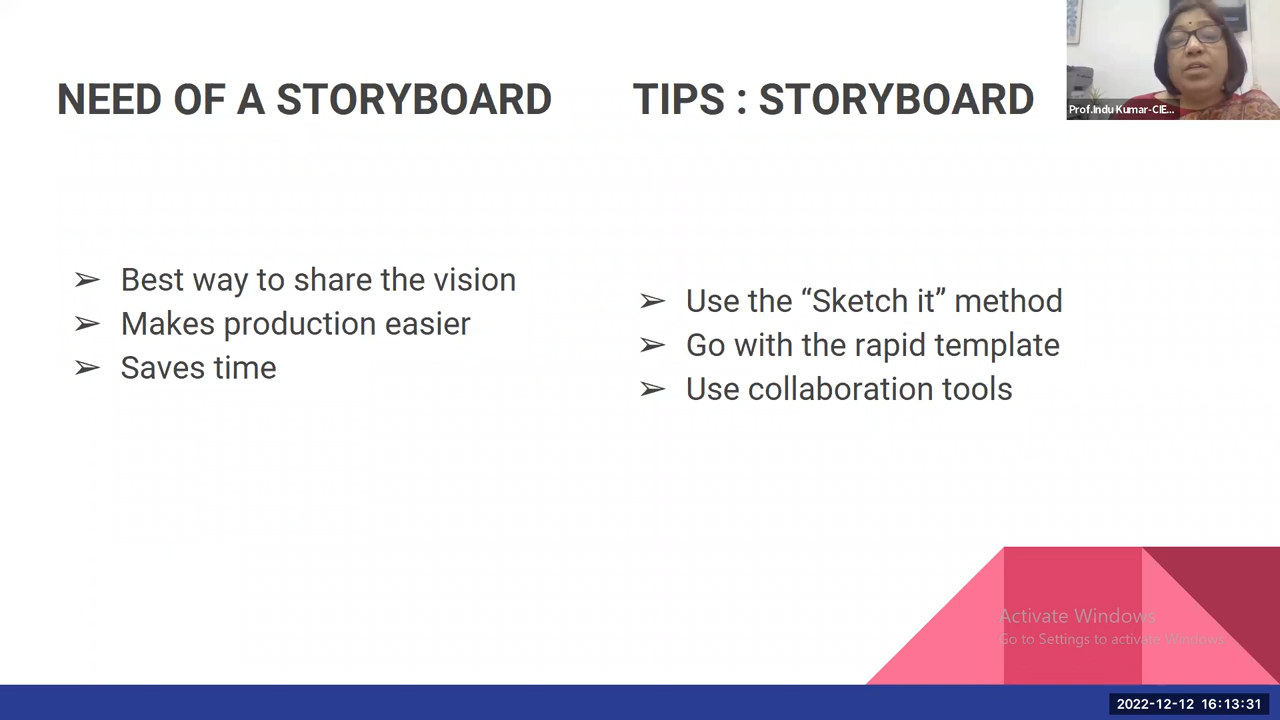 NEED OF A STORYBOARD
➢ Best way to share the vision
➢ Makes production easier
➢ Saves time
TIPS : STORYBOARD
➢ Use the “Sketch it” method
➢ Go with the rapid template
➢ Use collaboration tools
Prof.Indu Kumar-CIE...
Activate Windows
Go to Settings to activate Windows.
2022-12-12 16:13:31